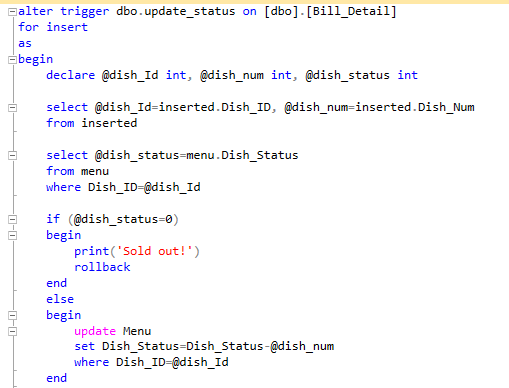 alter trigger dbo.update_status on [dbo].[Bill_Detail]
for insert
as
begin
declare @dish_Id int, @dish_num int, @dish_status int
select @dish_Id=inserted.Dish_ID, @dish_num=inserted.Dish_Num
from inserted
select @dish_status=menu.Dish_Status
from menu
where Dish_ID=@dish_Id
if (@dish_status=0)
begin
print('Sold out!')
rollback
end
else
begin
update Menu
set Dish_Status=Dish_Status-@dish_num
where Dish_ID=@dish_Id
end